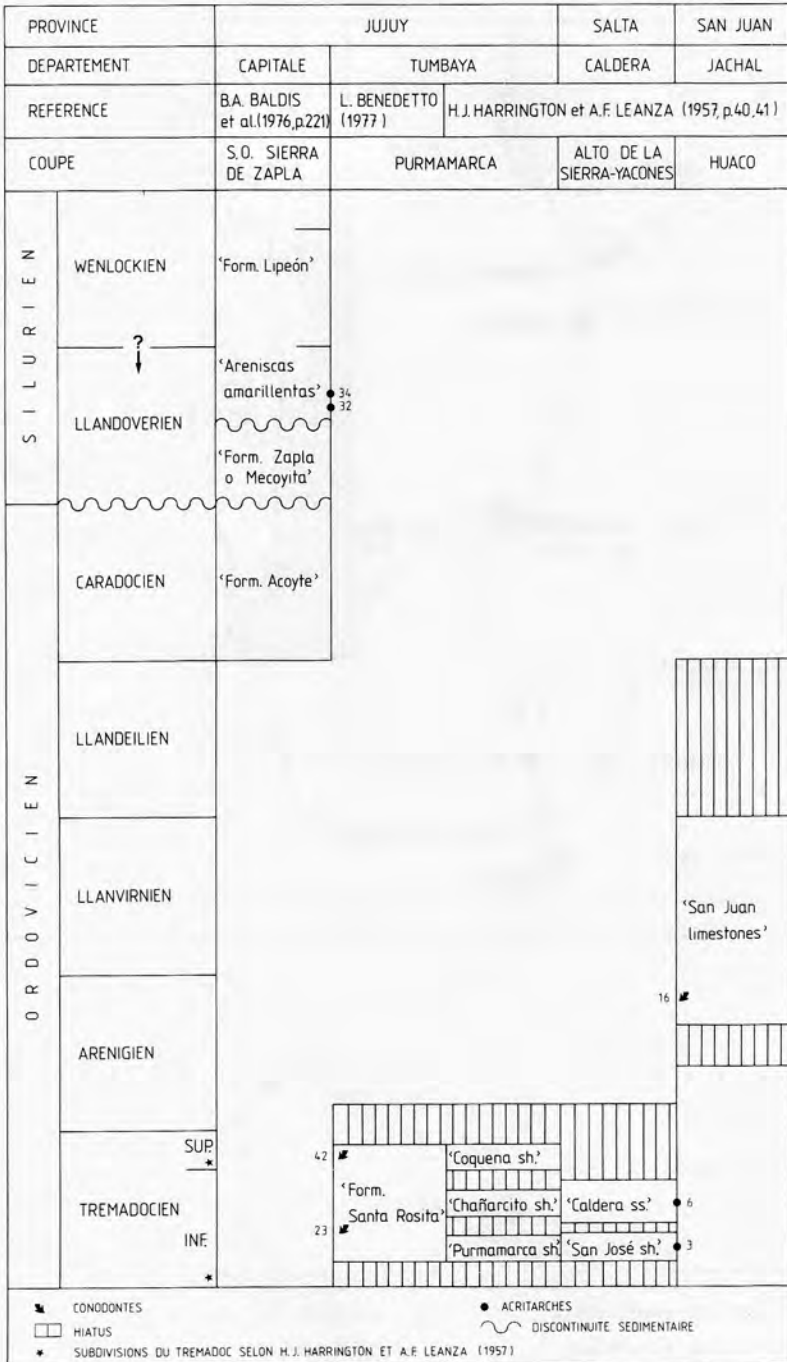 PROVINCE JUJUY SALTA SAN JUAN
DEPARTEMENT CAPITALE TUMBAYA CALDERA JACHAL
REFERENCE
B.A. BALDIS
et al.(1976,p.221)
L. BENEDETTO
(1977)
H.J. HARRINGTON et A.F. LEANZA (1957, p.40,41)
COUPE
S.O. SIERRA
DE ZAPLA
PURMAMARCA
ALTO DE LA
SIERRA-YACONES
HUACO
SILURIEN
WENLOCKIEN
'Form. Lipeón'
?
LLANDOVERIEN
'Areniscas
amarillentas'
34
32
'Form. Zapla
o Mecoyita'
ORDOVICIEN
CARADOCIEN
'Form. Acoyte'
LLANDEILIEN
LLANVIRNIEN
'San Juan
limestones'
16
ARENIGIEN
TREMADOCIEN
SUP.
*
INF.
*
42
23
'Form.
Santa Rosita'
'Coquena sh.'
'Chañarcito sh.'
'Purmamarca sh.'
'Caldera ss.'
'San José sh.'
6
3
CONODONTES
ACRITARCHES
HIATUS
DISCONTINUITE SEDIMENTAIRE
* SUBDIVISIONS DU TREMADOC SELON H.J. HARRINGTON ET A.F. LEANZA (1957)